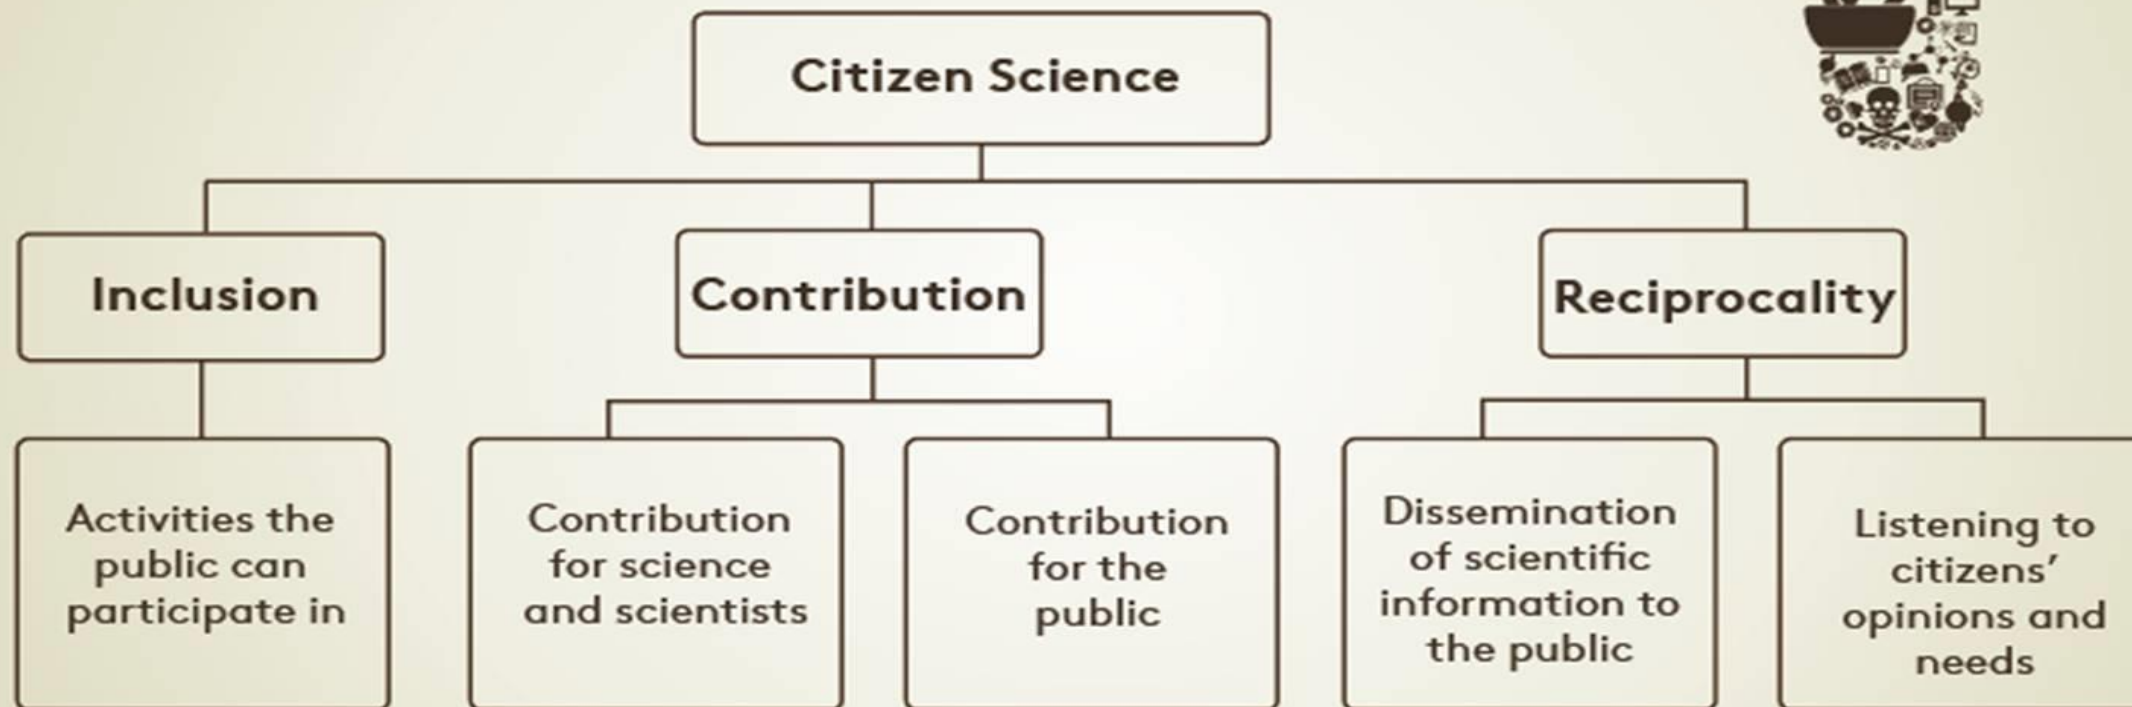 Citizen Science
Inclusion
Contribution
Reciprocality
Activities the
public can
participate in
Contribution
for science
and scientists
Contribution
for the
public
Dissemination
of scientific
information to
the public
Listening to
citizens’
opinions and
needs